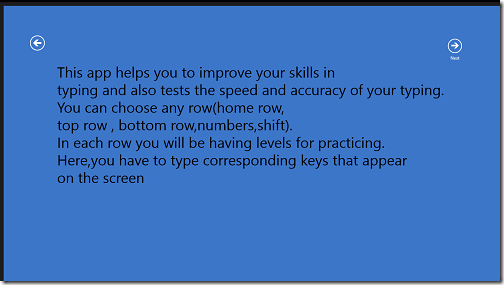 Next
This app helps you to improve your skills in
typing and also tests the speed and accuracy of your typing.
You can choose any row(home row,
top row , bottom row,numbers,shift).
In each row you will be having levels for practicing.
Here,you have to type corresponding keys that appear
on the screen